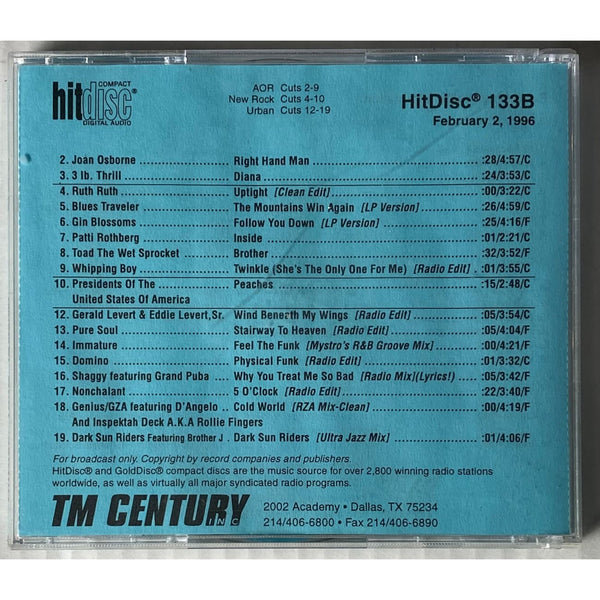 COMPACT
hitdisc®
DIGITAL AUDIO
AOR Cuts 2-9
New Rock Cuts 4-10
Urban Cuts 12-19
HitDisc® 133B
February 2, 1996
2. Joan Osborne ........ Right Hand Man ........ :28/4:57/C
3. 3 lb. Thrill ........ Diana ........ :24/3:53/C
4. Ruth Ruth ........ Uptight [Clean Edit] ........ :00/3:22/C
5. Blues Traveler ........ The Mountains Win Again [LP Version] ........ :26/4:59/C
6. Gin Blossoms ........ Follow You Down [LP Version] ........ :25/4:16/F
7. Patti Rothberg ........ Inside ........ :01/2:21/C
8. Toad The Wet Sprocket ........ Brother ........ :32/3:52/F
9. Whipping Boy ........ Twinkle (She's The Only One For Me) [Radio Edit] . :01/3:55/C
10. Presidents Of The ........ Peaches ........ :15/2:48/C
United States Of America
12. Gerald Levert & Eddie Levert,Sr. Wind Beneath My Wings [Radio Edit] ........ :05/3:54/C
13. Pure Soul ........ Stairway To Heaven [Radio Edit] ........ :05/4:04/F
14. Immature ........ Feel The Funk [Mystro's R&B Groove Mix] ........ :00/4:21/F
15. Domino ........ Physical Funk [Radio Edit] ........ :01/3:32/C
16. Shaggy featuring Grand Puba ... Why You Treat Me So Bad [Radio Mix](Lyrics!) ... :05/3:42/F
17. Nonchalant ........ 5 O'Clock [Radio Edit] ........ :22/3:40/F
18. Genius/GZA featuring D'Angelo .. Cold World [RZA Mix-Clean] ........ :00/4:19/F
And Inspektah Deck A.K.A Rollie Fingers
19. Dark Sun Riders Featuring Brother J . Dark Sun Riders [Ultra Jazz Mix] ........ :01/4:06/F
For broadcast only. Copyright by record companies and publishers.
HitDisc® and GoldDisc® compact discs are the music source for over 2,800 winning radio stations
worldwide, as well as virtually all major syndicated radio programs.
TM CENTURY INC
2002 Academy • Dallas, TX 75234
214/406-6800 • Fax 214/406-6890